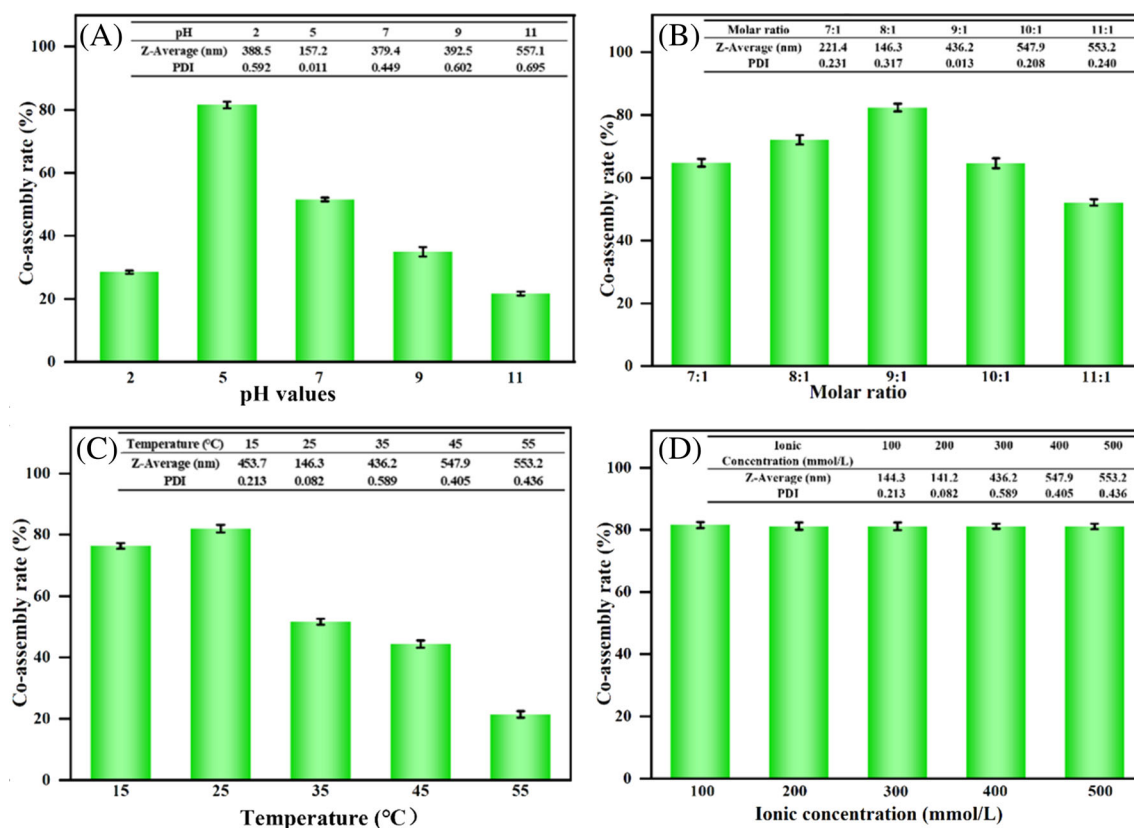 (A)
pH 2 5 7 9 11
Z-Average (nm) 388.5 157.2 379.4 392.5 557.1
PDI 0.592 0.011 0.449 0.602 0.695
Co-assembly rate (%)
100
80
60
40
20
0
2 5 7 9 11
pH values
(B)
Molar ratio 7:1 8:1 9:1 10:1 11:1
Z-Average (nm) 221.4 146.3 436.2 547.9 553.2
PDI 0.231 0.317 0.013 0.208 0.240
Co-assembly rate (%)
100
80
60
40
20
0
7:1 8:1 9:1 10:1 11:1
Molar ratio
(C)
Temperature (°C) 15 25 35 45 55
Z-Average (nm) 453.7 146.3 436.2 547.9 553.2
PDI 0.213 0.082 0.589 0.405 0.436
Co-assembly rate (%)
100
80
60
40
20
0
15 25 35 45 55
Temperature (°C)
(D)
Ionic 100 200 300 400 500
Concentration (mmol/L)
Z-Average (nm) 144.3 141.2 436.2 547.9 553.2
PDI 0.213 0.082 0.589 0.405 0.436
Co-assembly rate (%)
100
80
60
40
20
0
100 200 300 400 500
Ionic concentration (mmol/L)